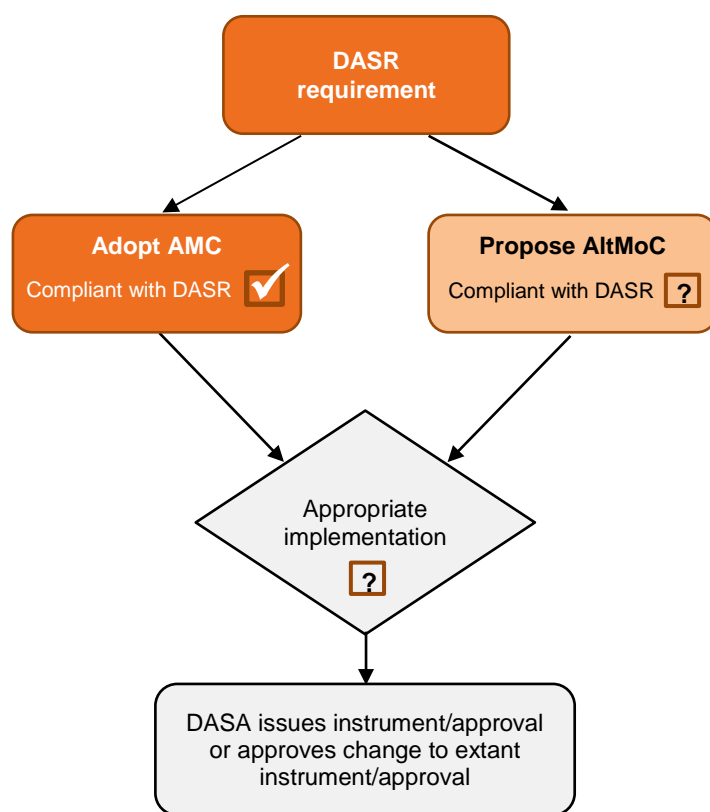 DASR
requirement
Adopt AMC
Compliant with DASR
Propose AltMoC
Compliant with DASR ?
Appropriate
implementation
?
DASA issues instrument/approval
or approves change to extant
instrument/approval